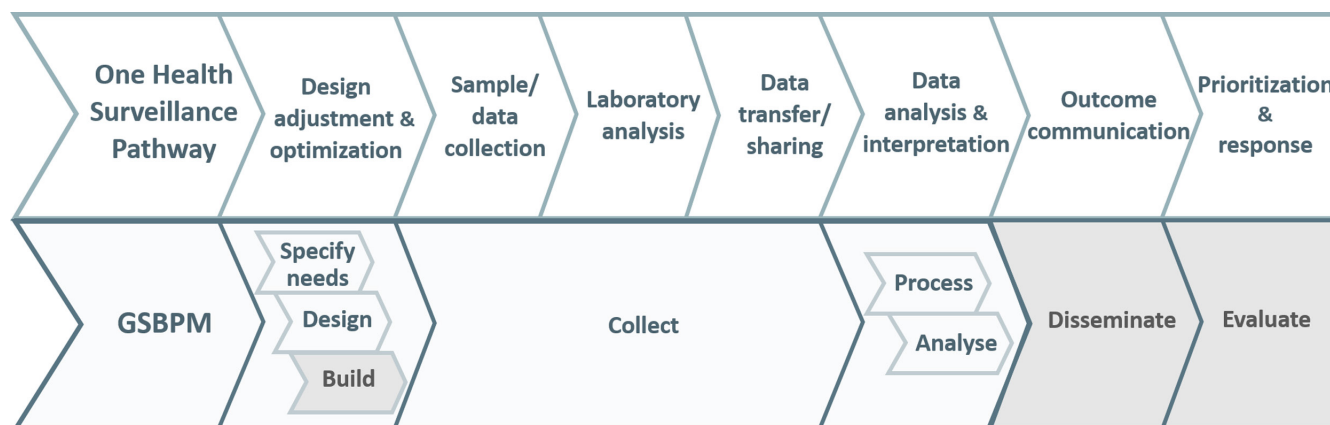 One Health
Surveillance
Pathway
Design
adjustment &
optimization
Sample/
data
collection
Laboratory
analysis
Data
transfer/
sharing
Data
analysis &
interpretation
Outcome
communication
Prioritization
&
response
GSBPM
Specify
needs
Design
Build
Collect
Process
Analyse
Disseminate
Evaluate